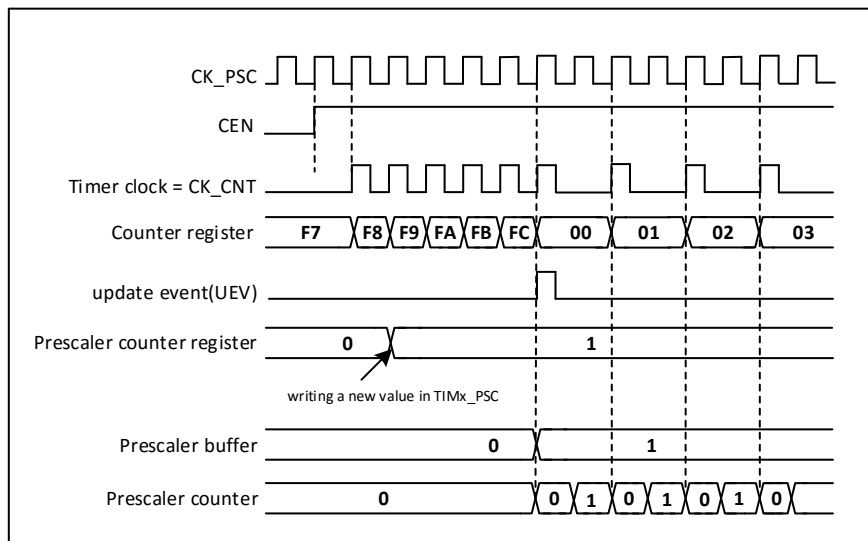 CK_PSC
CEN
Timer clock = CK_CNT
Counter register F7 F8 F9 FA FB FC 00 01 02 03
update event(UEV)
Prescaler counter register 0 1
writing a new value in TIMx_PSC
Prescaler buffer 0 1
Prescaler counter 0 0 1 0 1 0 1 0